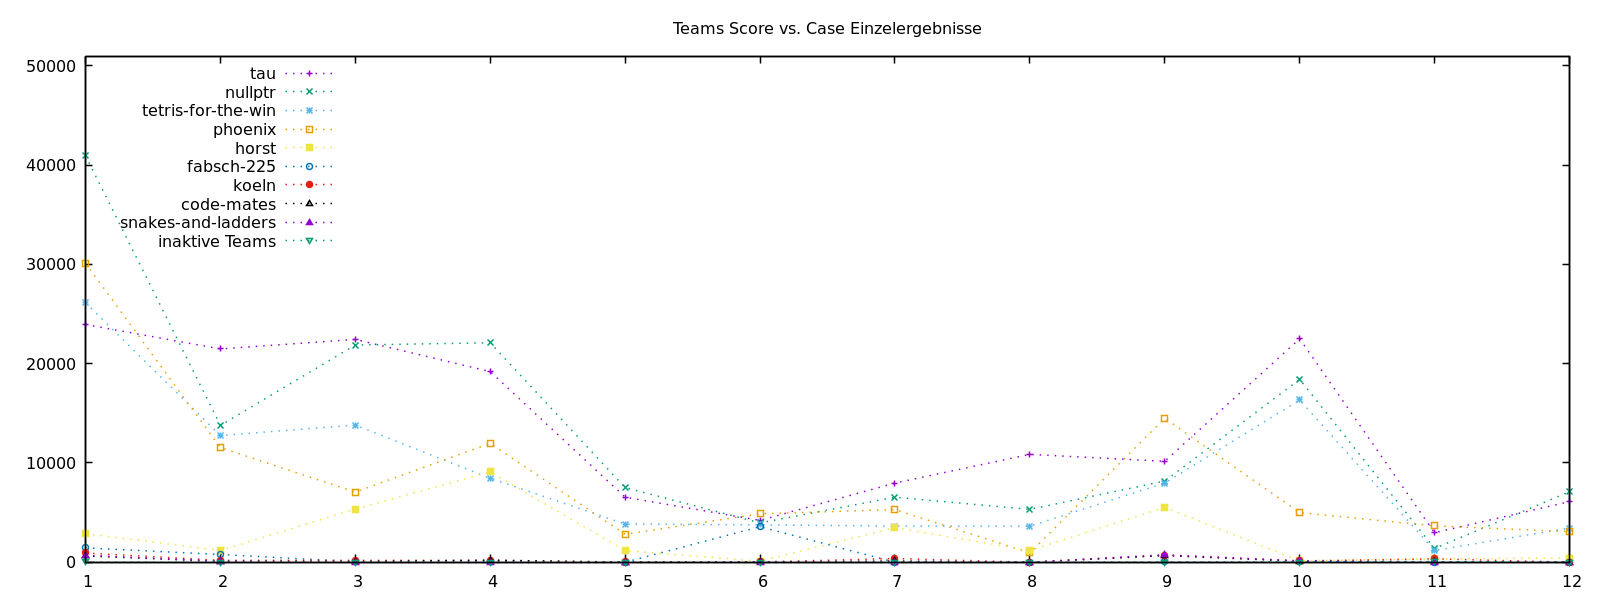 Teams Score vs. Case Einzelergebnisse
50000
40000
30000
20000
10000
0
tau
nullptr
tetris-for-the-win
phoenix
horst
fabsch-225
koeln
code-mates
snakes-and-ladders
inaktive Teams
1 2 3 4 5 6 7 8 9 10 11 12